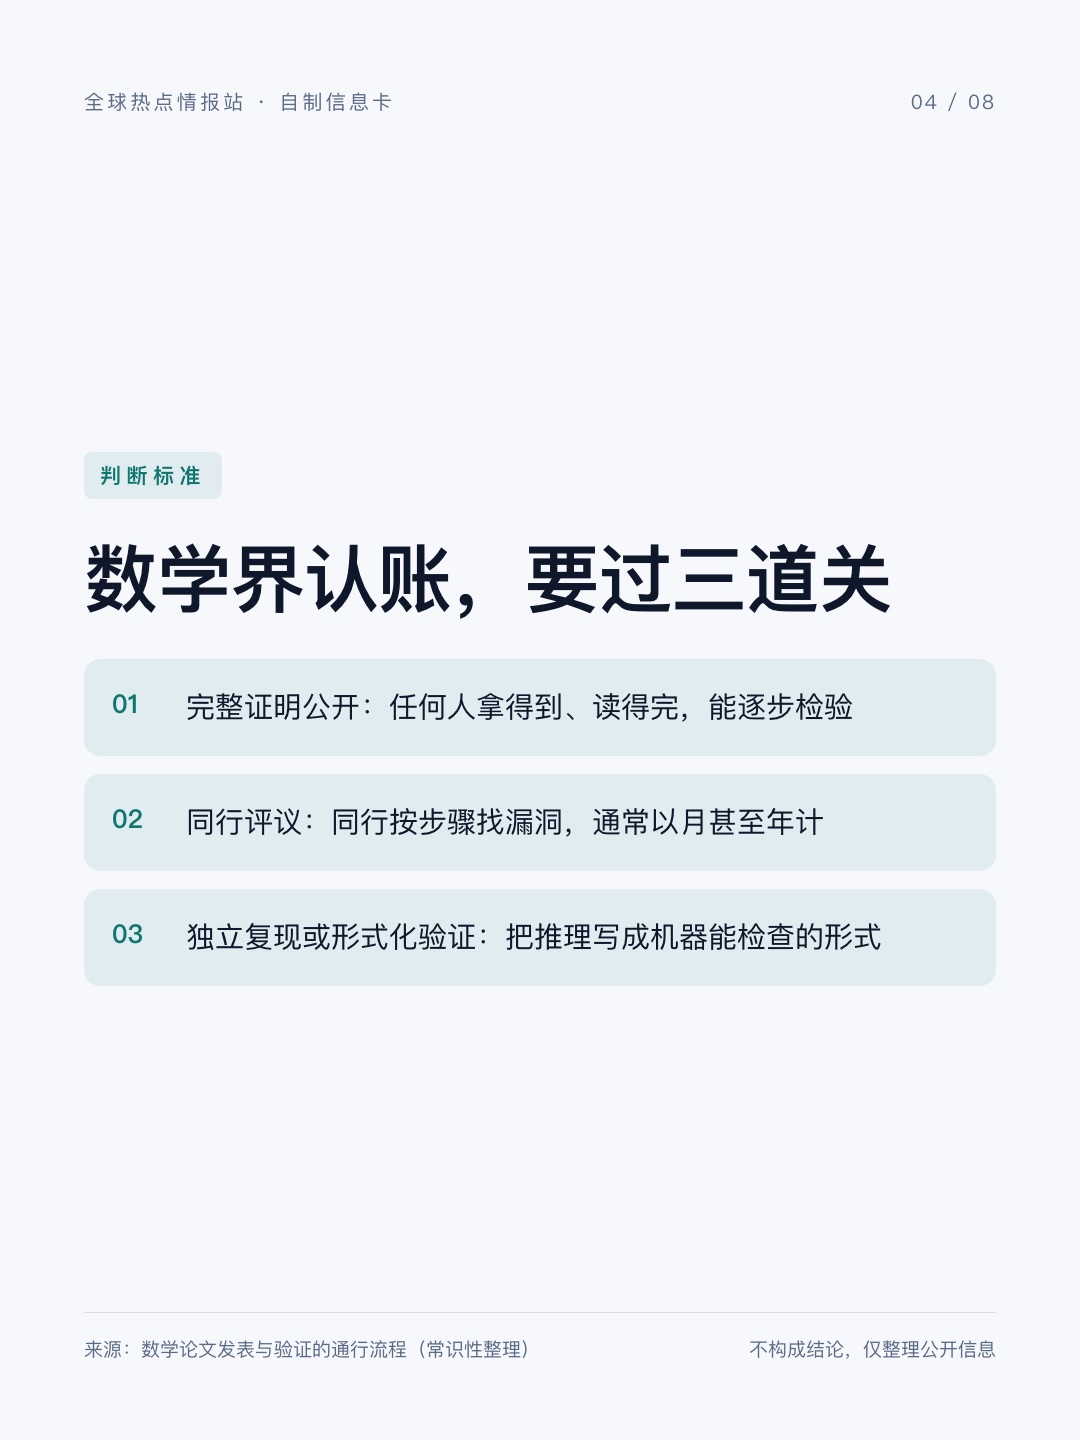 全球热点情报站 · 自制信息卡
04 / 08
判断标准
数学界认账，要过三道关
01 完整证明公开：任何人拿得到、读得完，能逐步检验
02 同行评议：同行按步骤找漏洞，通常以月甚至年计
03 独立复现或形式化验证：把推理写成机器能检查的形式
来源：数学论文发表与验证的通行流程（常识性整理）
不构成结论，仅整理公开信息